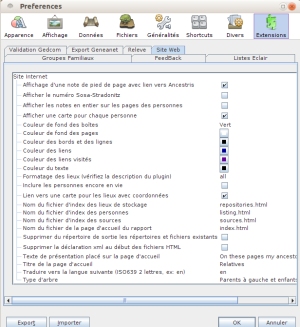 Preferences
Apparence Affichage Données Fichiers Généralités Shortcuts Divers Extensions
Validation Gedcom Export Geneanet Releve Site Web
Groupes Familiaux FeedBack Listes Eclair
Site Internet
Affichage d'une note de pied de page avec lien vers Ancestris
Afficher le numéro Sosa-Stradonitz
Afficher les notes en entier sur les pages des personnes
Afficher une carte pour chaque personne
Couleur de fond des boîtes Vert
Couleur de fond des pages
Couleur des bords et des lignes
Couleur des liens
Couleur des liens visités
Couleur du texte
Formatage des lieux (vérifiez la description du plugin) all
Inclure les personnes encore en vie
Lien vers une carte pour les lieux avec coordonnées
Nom du fichier d'index des lieux de stockage repositories.html
Nom du fichier d'index des personnes listing.html
Nom du fichier d'index des sources sources.html
Nom du fichier de la page d'accueil du rapport index.html
Supprimer du répertoire de sortie les répertoires et fichiers existants
Supprimer la déclaration xml au début des fichiers HTML
Texte de présentation placé sur la page d'accueil On these pages my ancesto
Titre de la page d'accueil Relatives
Traduire vers la langue suivante (ISO639 2 lettres, ex: en) en
Type d'arbre Parents à gauche et enfants
Export Importer OK Annuler